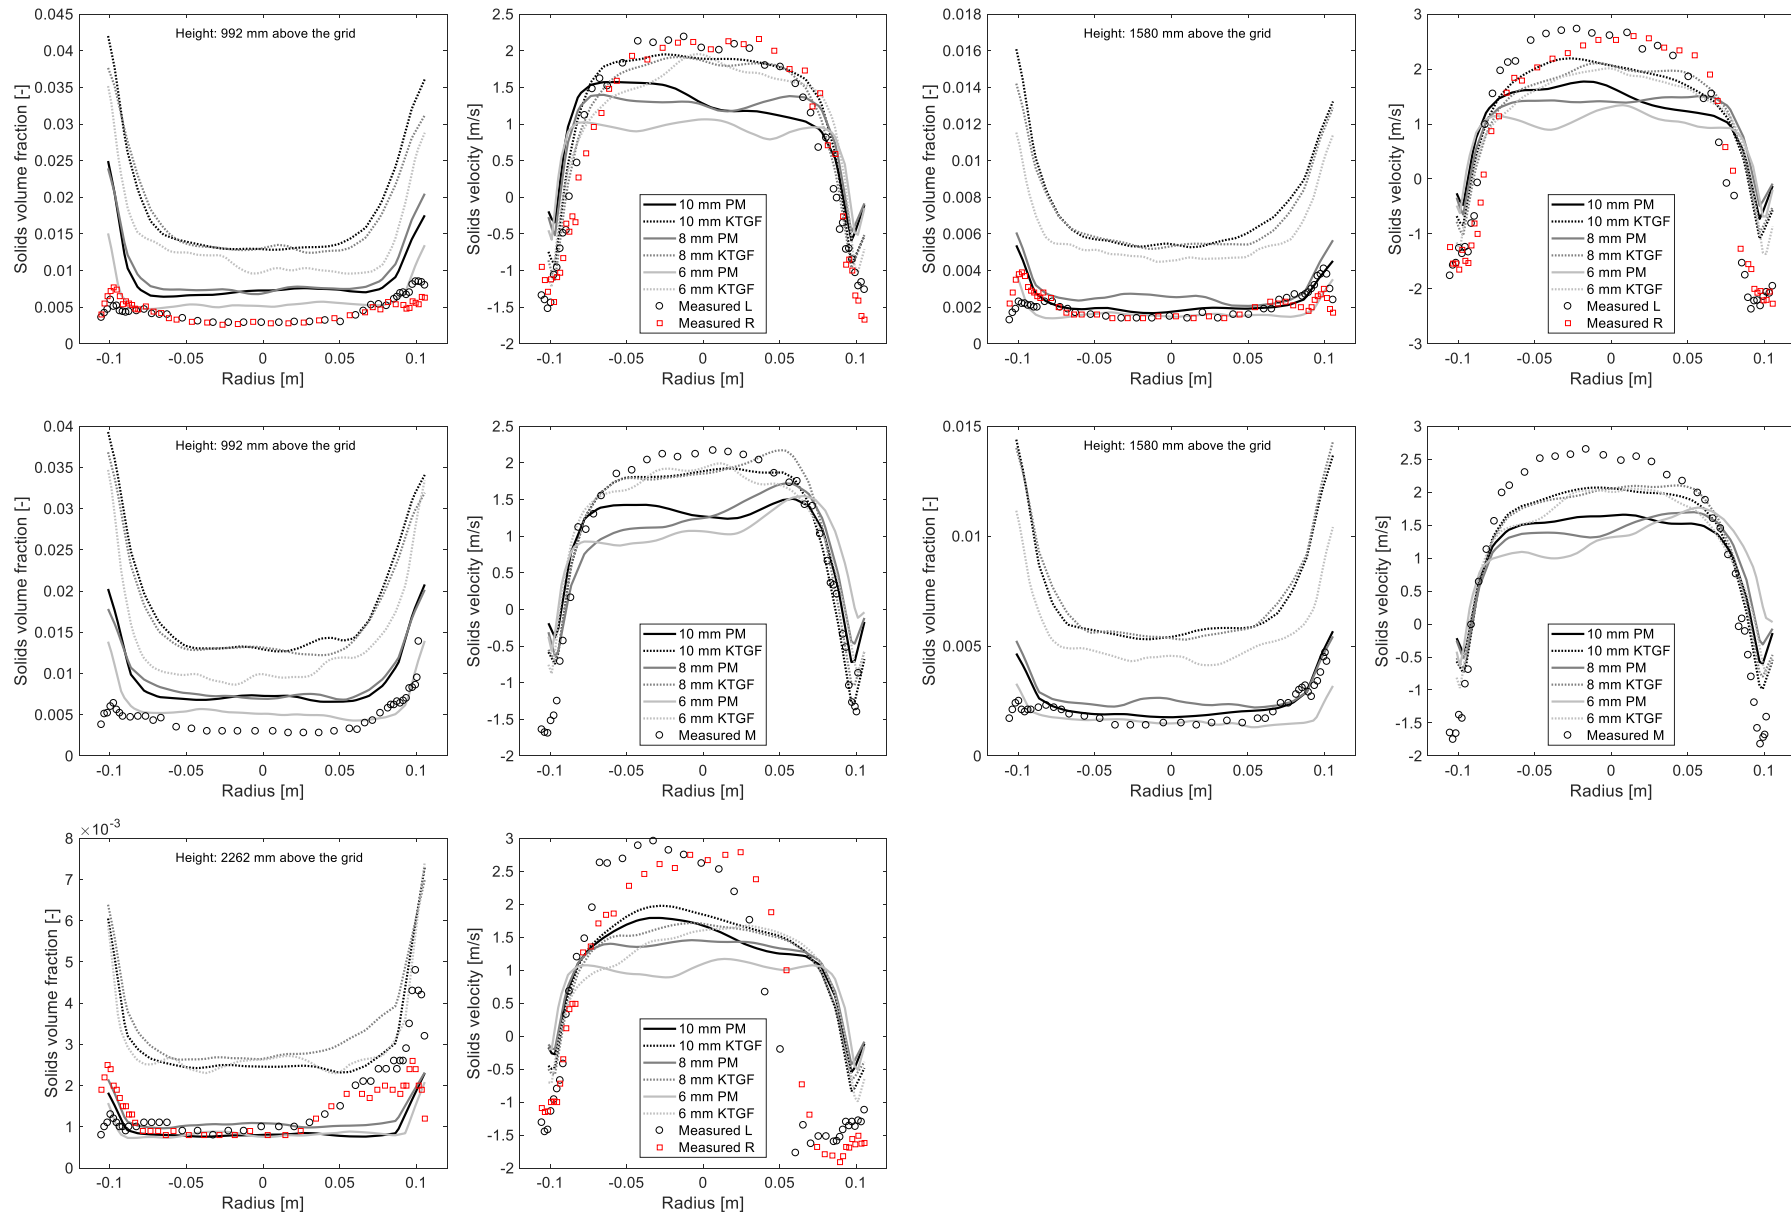 Height: 992 mm above the grid
Solids volume fraction [-]
0.045
0.04
0.035
0.03
0.025
0.02
0.015
0.01
0.005
0
-0.1 -0.05 0 0.05 0.1
Radius [m]
Solids velocity [m/s]
2.5
2
1.5
1
0.5
0
-0.5
-1
-1.5
-2
10 mm PM
10 mm KTGF
8 mm PM
8 mm KTGF
6 mm PM
6 mm KTGF
Measured L
Measured R
-0.1 -0.05 0 0.05 0.1
Radius [m]
Height: 1580 mm above the grid
Solids volume fraction [-]
0.018
0.016
0.014
0.012
0.01
0.008
0.006
0.004
0.002
0
-0.1 -0.05 0 0.05 0.1
Radius [m]
Solids velocity [m/s]
3
2
1
0
-1
-2
-3
10 mm PM
10 mm KTGF
8 mm PM
8 mm KTGF
6 mm PM
6 mm KTGF
Measured L
Measured R
-0.1 -0.05 0 0.05 0.1
Radius [m]
Height: 992 mm above the grid
Solids volume fraction [-]
0.04
0.035
0.03
0.025
0.02
0.015
0.01
0.005
0
-0.1 -0.05 0 0.05 0.1
Radius [m]
Solids velocity [m/s]
2.5
2
1.5
1
0.5
0
-0.5
-1
-1.5
-2
10 mm PM
10 mm KTGF
8 mm PM
8 mm KTGF
6 mm PM
6 mm KTGF
Measured M
-0.1 -0.05 0 0.05 0.1
Radius [m]
Height: 1580 mm above the grid
Solids volume fraction [-]
0.015
0.01
0.005
0
-0.1 -0.05 0 0.05 0.1
Radius [m]
Solids velocity [m/s]
3
2.5
2
1.5
1
0.5
0
-0.5
-1
-1.5
-2
10 mm PM
10 mm KTGF
8 mm PM
8 mm KTGF
6 mm PM
6 mm KTGF
Measured M
-0.1 -0.05 0 0.05 0.1
Radius [m]
×10⁻³
Height: 2262 mm above the grid
Solids volume fraction [-]
8
7
6
5
4
3
2
1
0
-0.1 -0.05 0 0.05 0.1
Radius [m]
Solids velocity [m/s]
3
2.5
2
1.5
1
0.5
0
-0.5
-1
-1.5
-2
10 mm PM
10 mm KTGF
8 mm PM
8 mm KTGF
6 mm PM
6 mm KTGF
Measured L
Measured R
-0.1 -0.05 0 0.05 0.1
Radius [m]